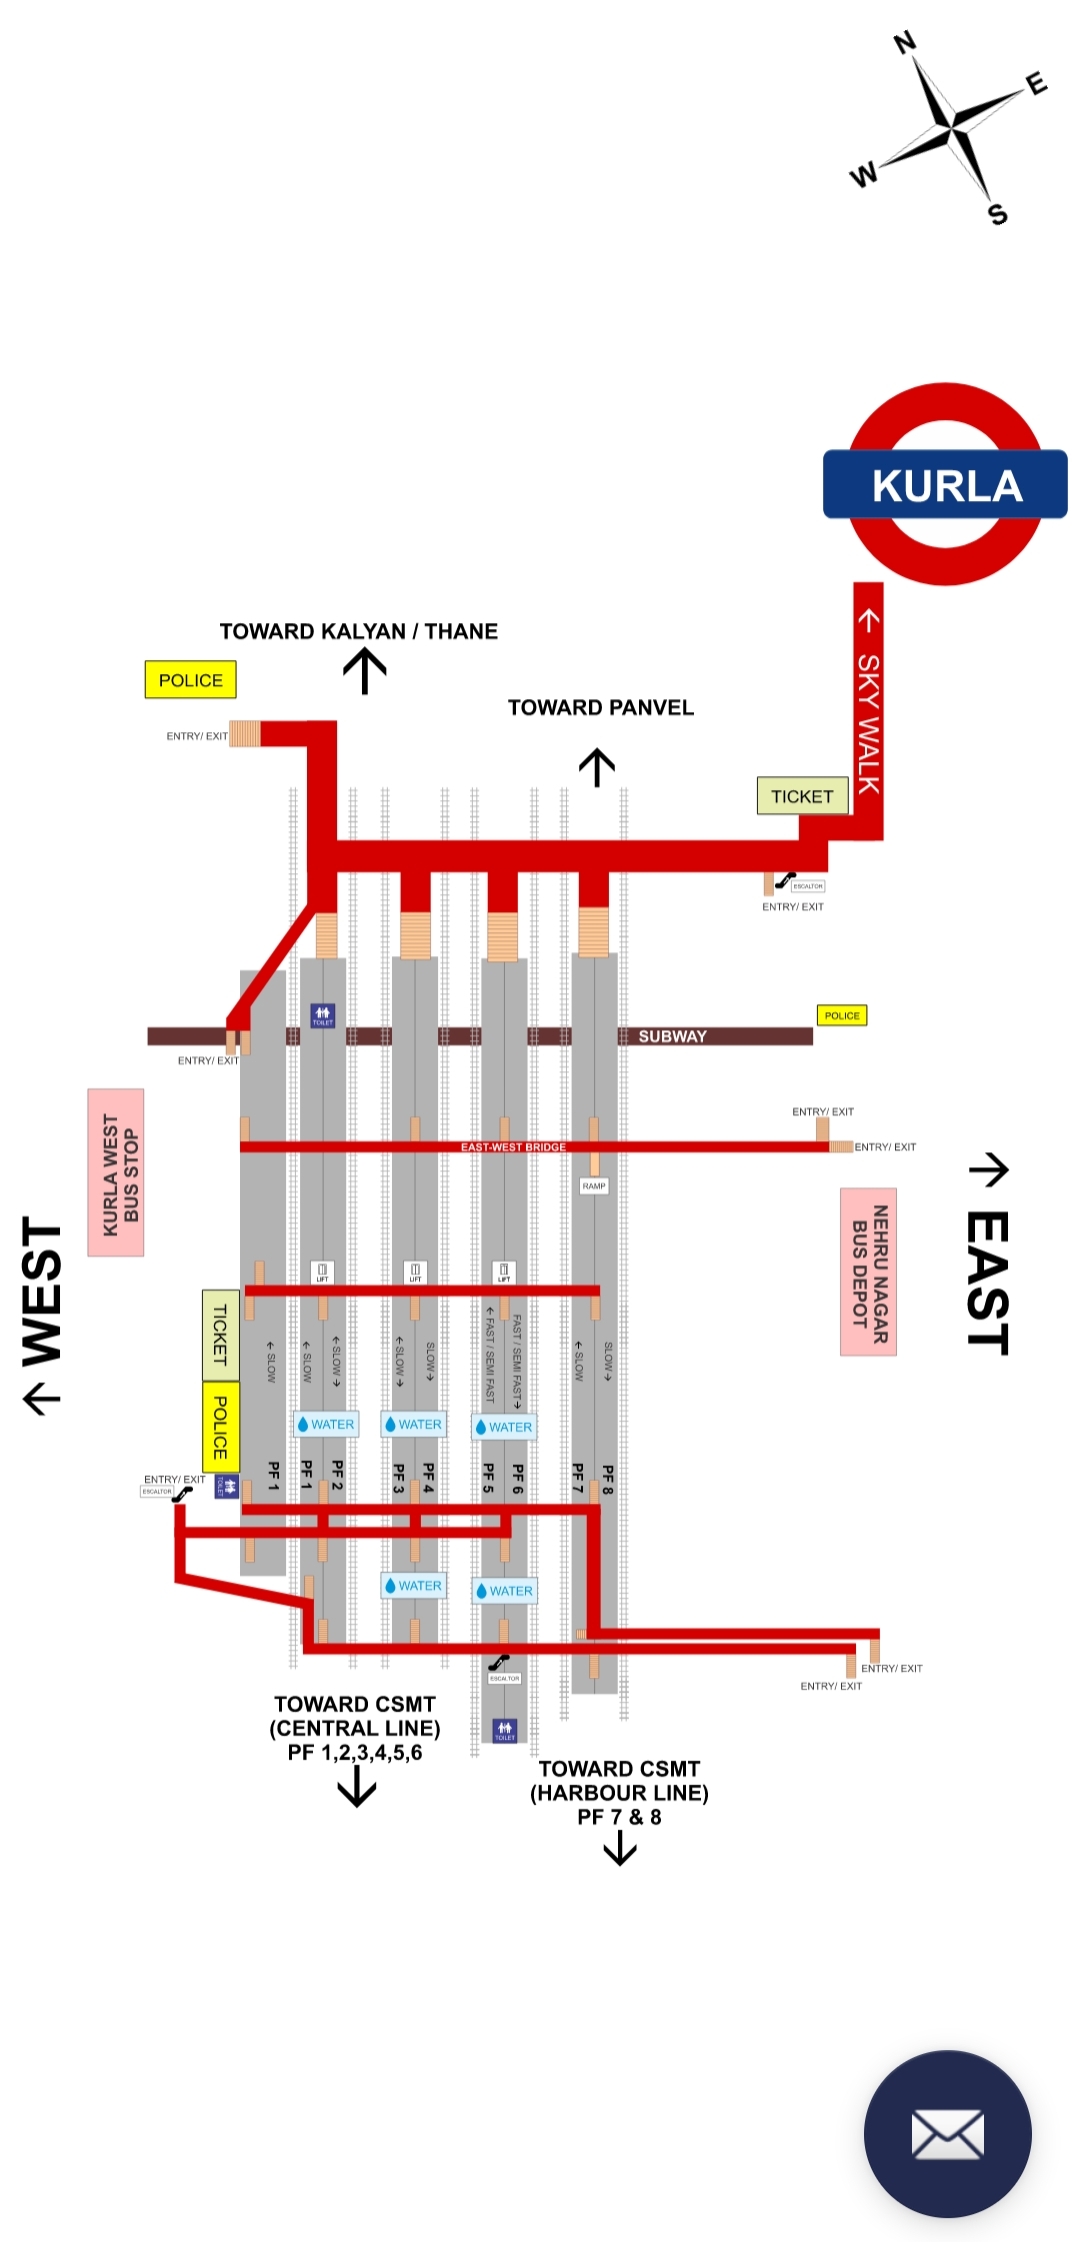 N
E
W
S
KURLA
← SKY WALK
TOWARD KALYAN / THANE
↑
POLICE
TOWARD PANVEL
↑
ENTRY/ EXIT
TICKET
ESCALTOR
ENTRY/ EXIT
TOILET
POLICE
SUBWAY
ENTRY/ EXIT
KURLA WEST
BUS STOP
ENTRY/ EXIT
EAST-WEST BRIDGE
ENTRY/ EXIT
RAMP
← WEST
→ EAST
NEHRU NAGAR
BUS DEPOT
LIFT
LIFT
LIFT
TICKET
← SLOW
← SLOW
← SLOW →
← SLOW →
SLOW →
← FAST / SEMI FAST
FAST / SEMI FAST →
← SLOW
SLOW →
POLICE
WATER
WATER
WATER
PF 1
PF 1
PF 2
PF 3
PF 4
PF 5
PF 6
PF 7
PF 8
ENTRY/ EXIT
ESCALTOR
TOILET
WATER
WATER
ESCALTOR
ENTRY/ EXIT
ENTRY/ EXIT
TOILET
TOWARD CSMT
(CENTRAL LINE)
PF 1,2,3,4,5,6
↓
TOWARD CSMT
(HARBOUR LINE)
PF 7 & 8
↓